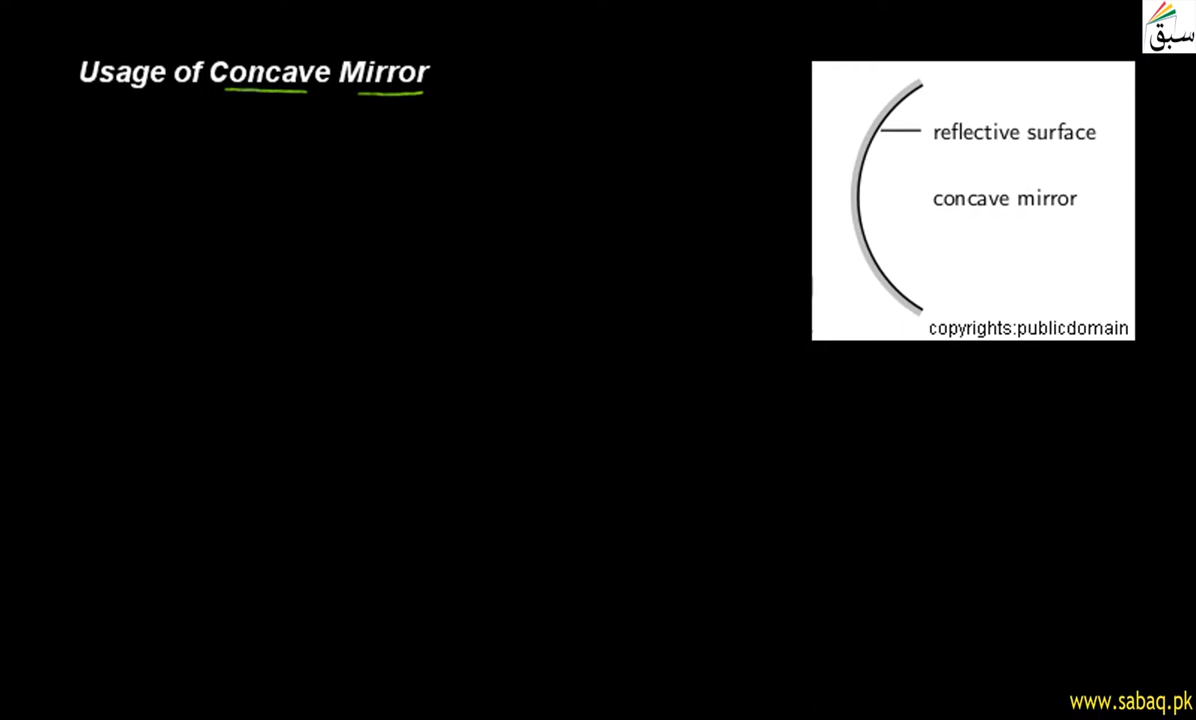 سبق
Usage of Concave Mirror
reflective surface
concave mirror
copyrights:publicdomain
www.sabaq.pk